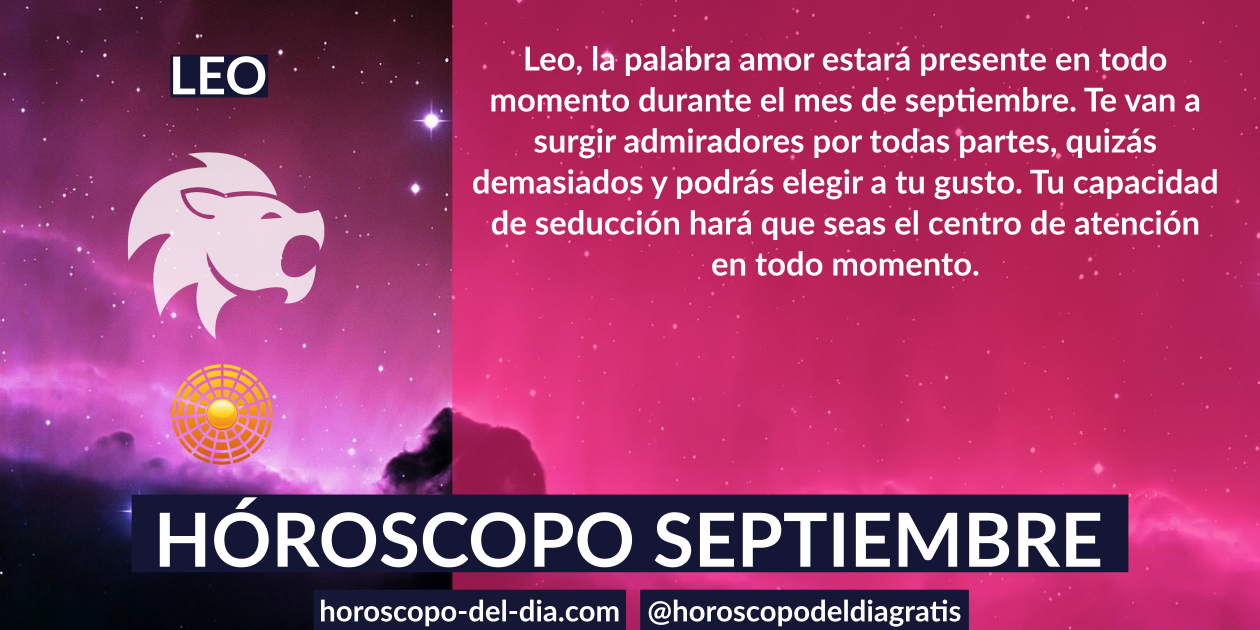 LEO
Leo, la palabra amor estará presente en todo
momento durante el mes de septiembre. Te van a
surgir admiradores por todas partes, quizás
demasiados y podrás elegir a tu gusto. Tu capacidad
de seducción hará que seas el centro de atención
en todo momento.
HÓROSCOPO SEPTIEMBRE
horoscopo-del-dia.com
@horoscopodeldiagratis